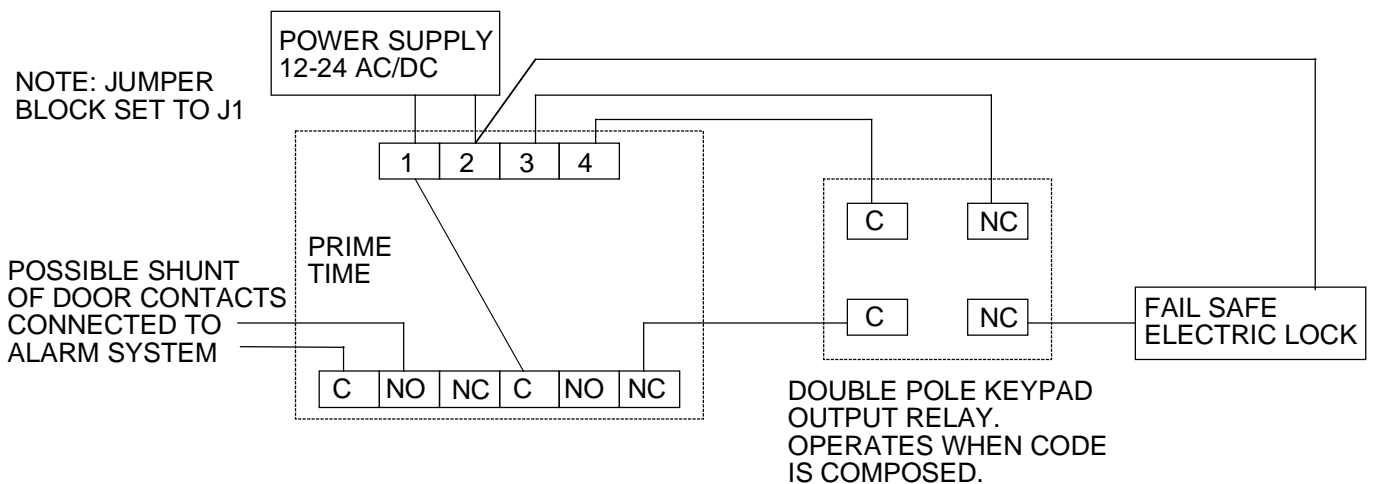 POWER SUPPLY
12-24 AC/DC
NOTE: JUMPER
BLOCK SET TO J1
1 2 3 4
PRIME
TIME
C NC
POSSIBLE SHUNT
OF DOOR CONTACTS
CONNECTED TO
ALARM SYSTEM
C NC
FAIL SAFE
ELECTRIC LOCK
C NO NC C NO NC
DOUBLE POLE KEYPAD
OUTPUT RELAY.
OPERATES WHEN CODE
IS COMPOSED.